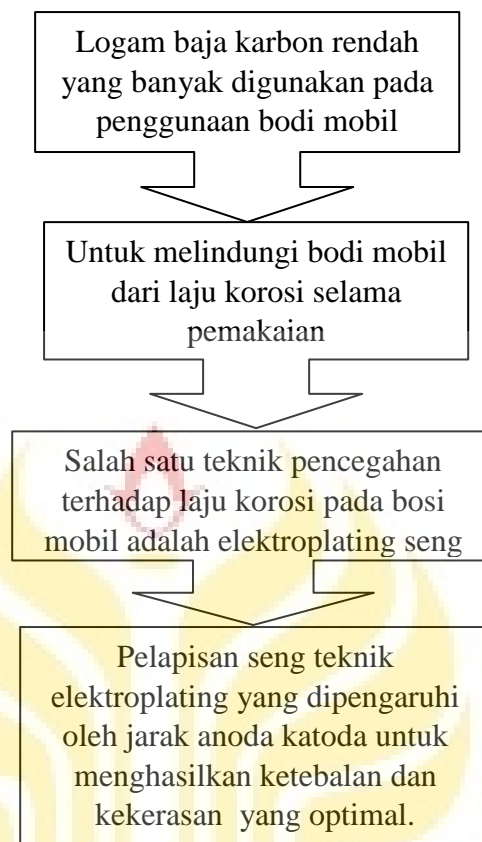 Logam baja karbon rendah
yang banyak digunakan pada
penggunaan bodi mobil
Untuk melindungi bodi mobil
dari laju korosi selama
pemakaian
Salah satu teknik pencegahan
terhadap laju korosi pada bosi
mobil adalah elektroplating seng
Pelapisan seng teknik
elektroplating yang dipengaruhi
oleh jarak anoda katoda untuk
menghasilkan ketebalan dan
kekerasan yang optimal.